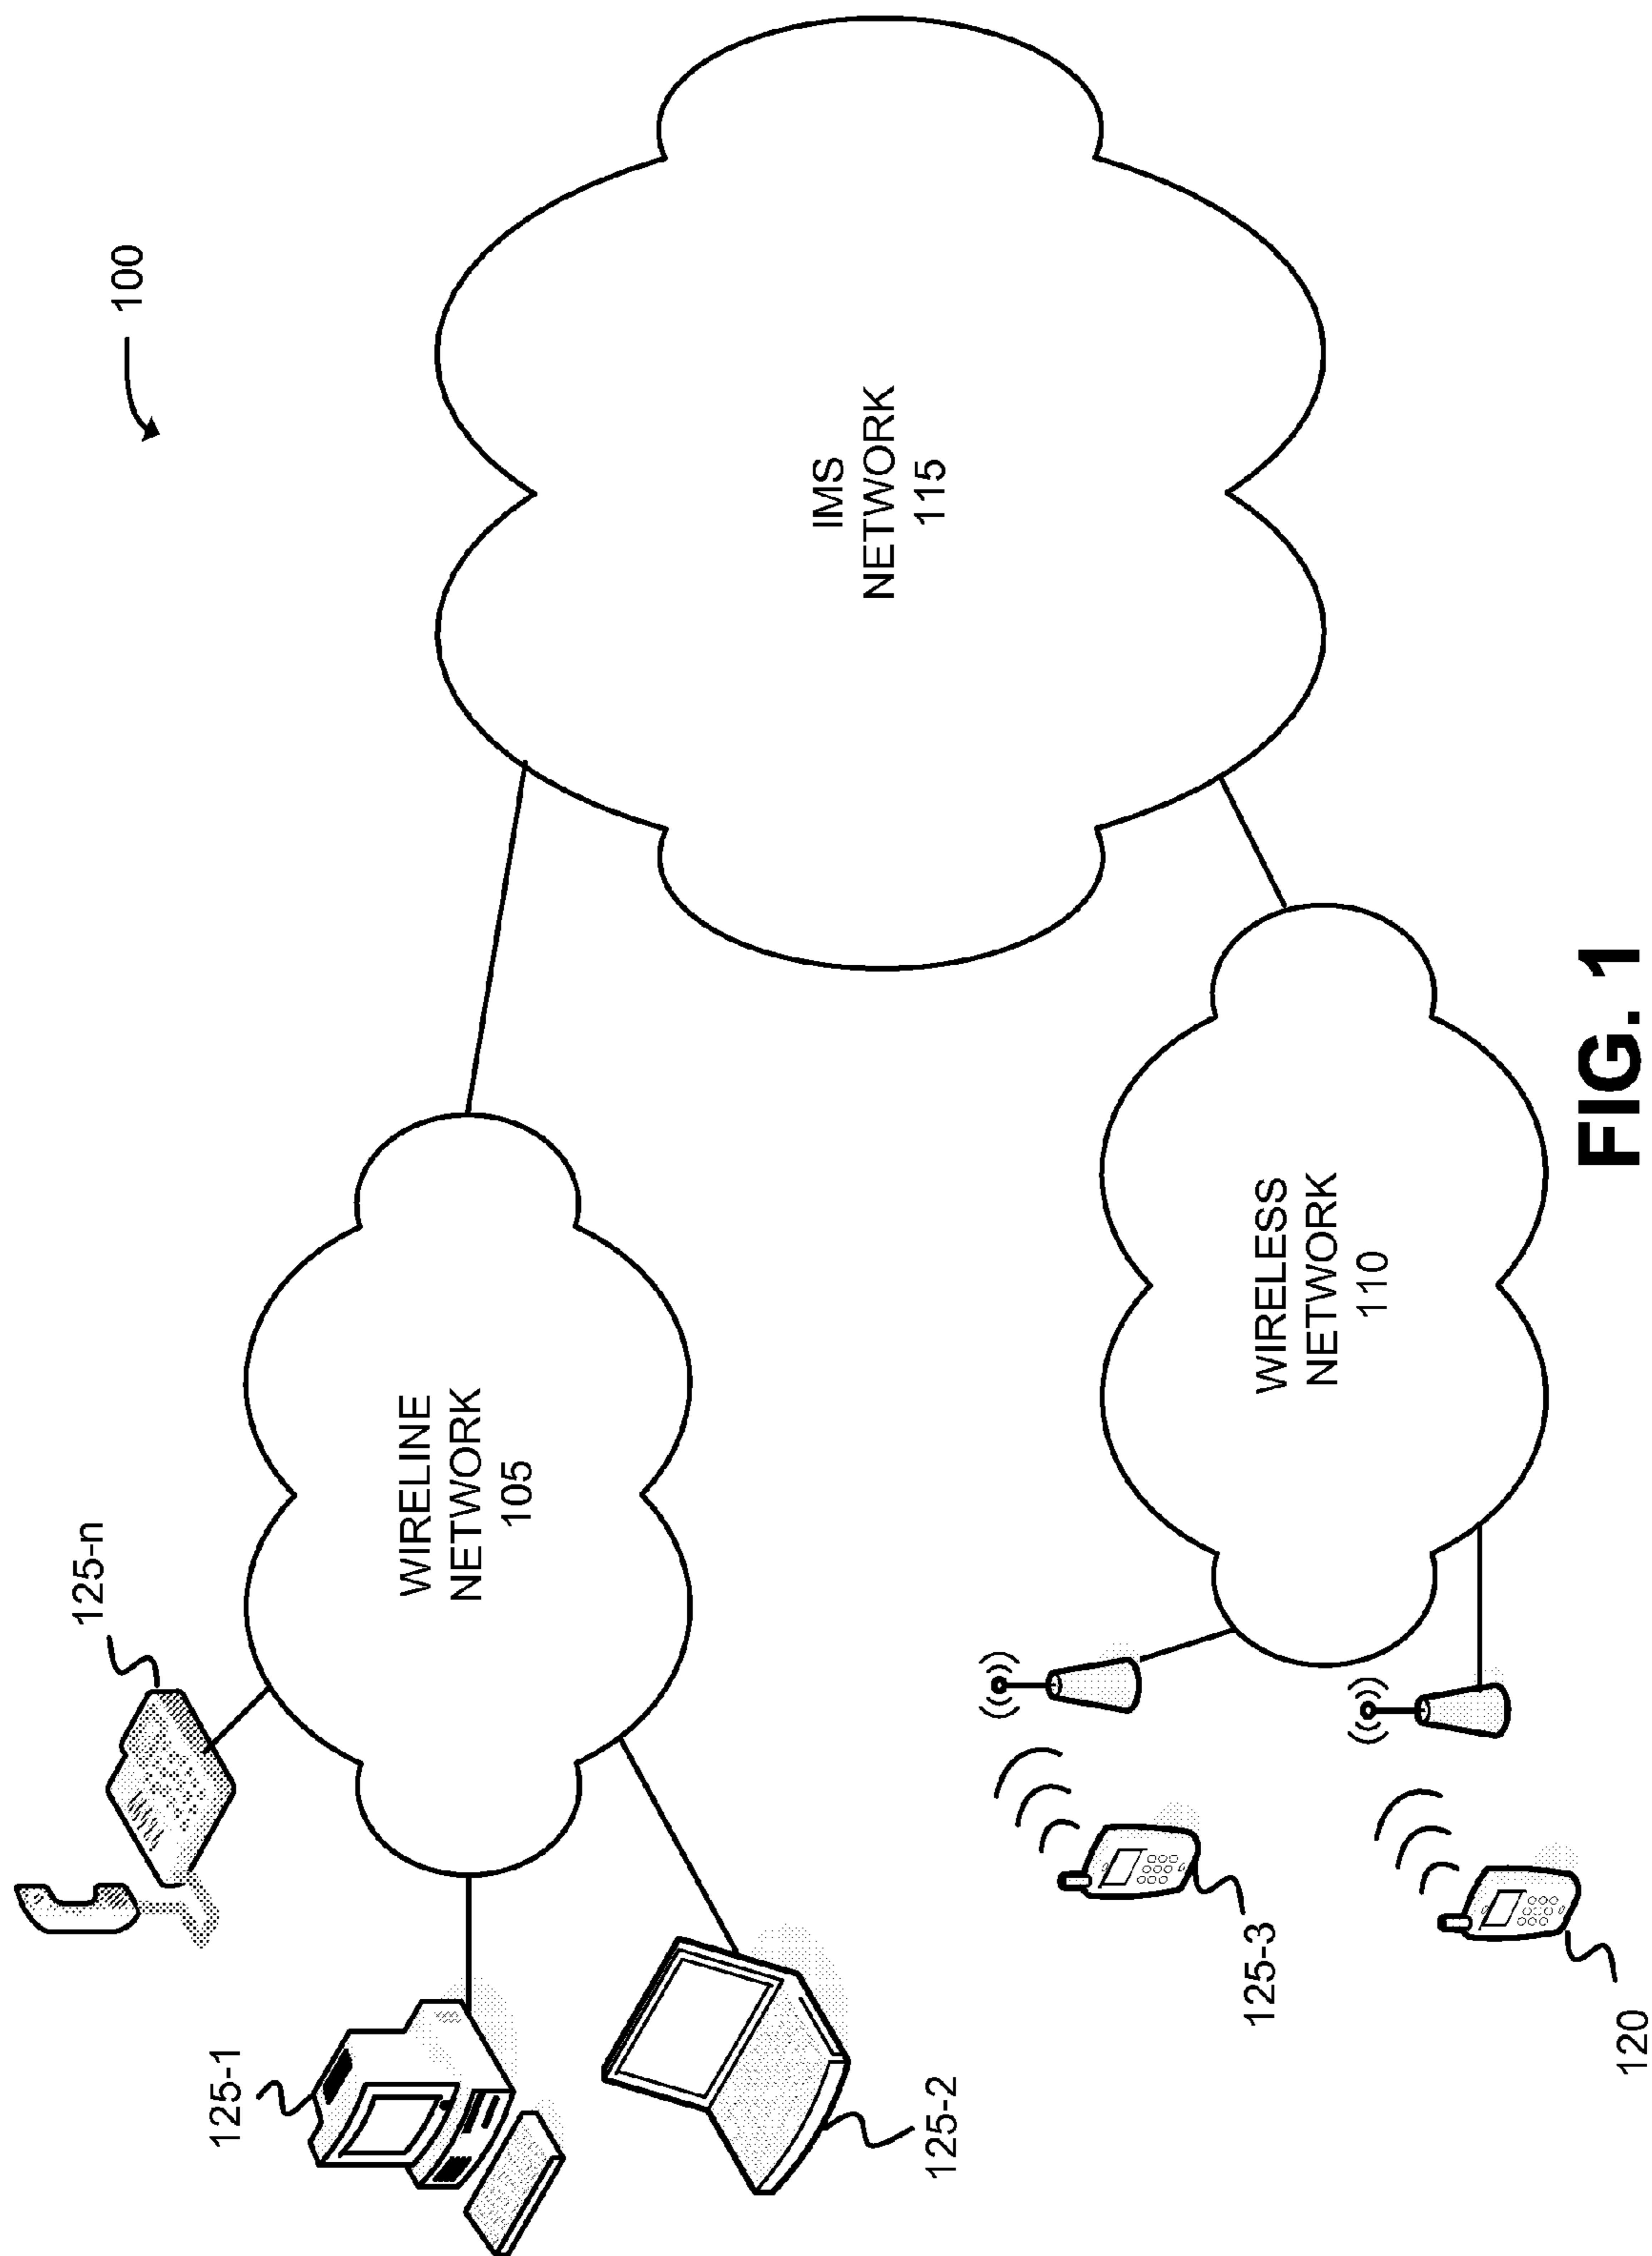 100
125-n
125-1
WIRELINE
NETWORK
105
IMS
NETWORK
115
125-2
125-3
WIRELESS
NETWORK
110
120
FIG. 1